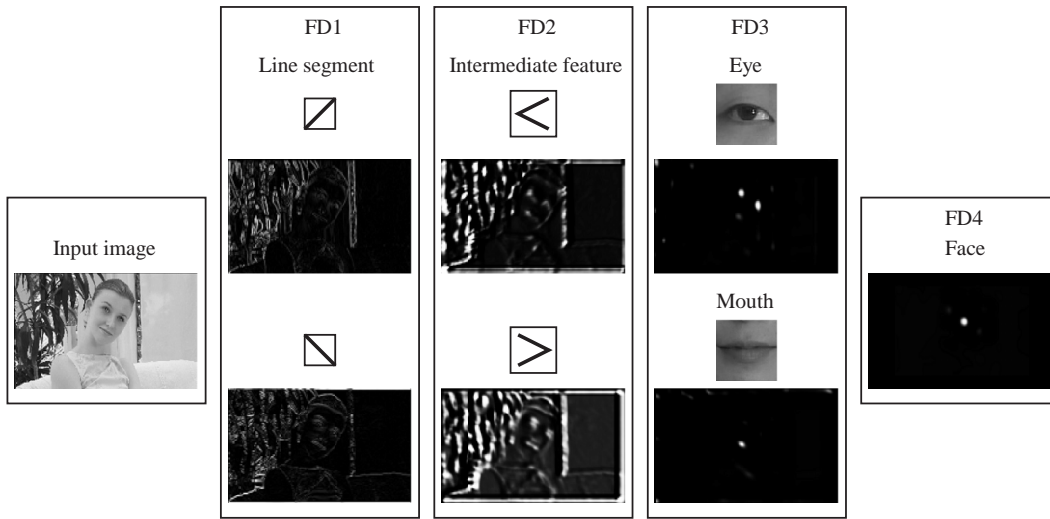 Input image
FD1
Line segment
FD2
Intermediate feature
FD3
Eye
Mouth
FD4
Face